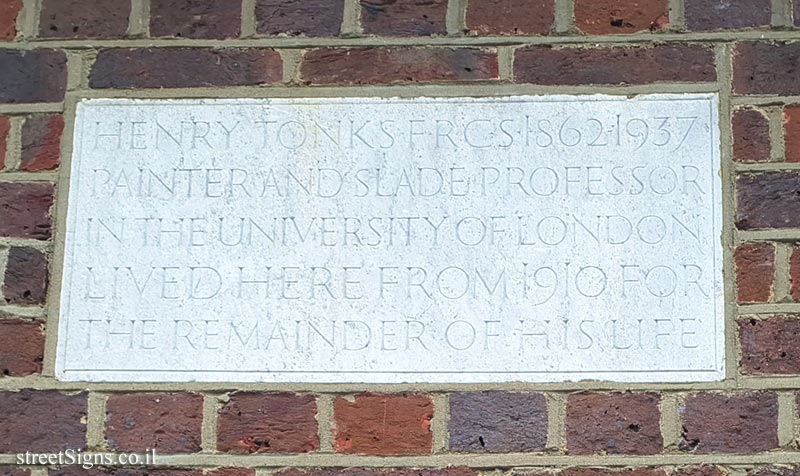 HENRY TONKS F.R.C.S 1862·1937
PAINTER AND SLADE PROFESSOR
IN THE UNIVERSITY OF LONDON
LIVED HERE FROM 1910 FOR
THE REMAINDER OF HIS LIFE
streetSigns.co.il